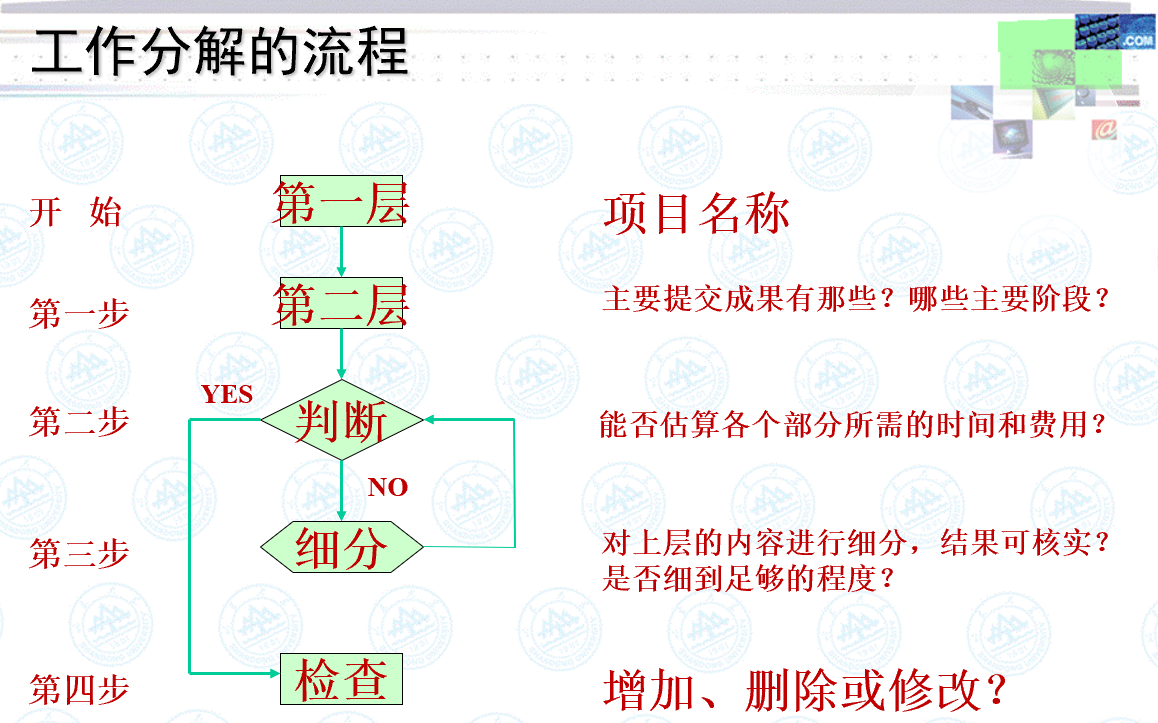 工作分解的流程
.COM
@
开 始
第一层
项目名称
第一步
第二层
主要提交成果有那些？哪些主要阶段？
YES
第二步
判断
能否估算各个部分所需的时间和费用？
NO
第三步
细分
对上层的内容进行细分，结果可核实？
是否细到足够的程度？
第四步
检查
增加、删除或修改？